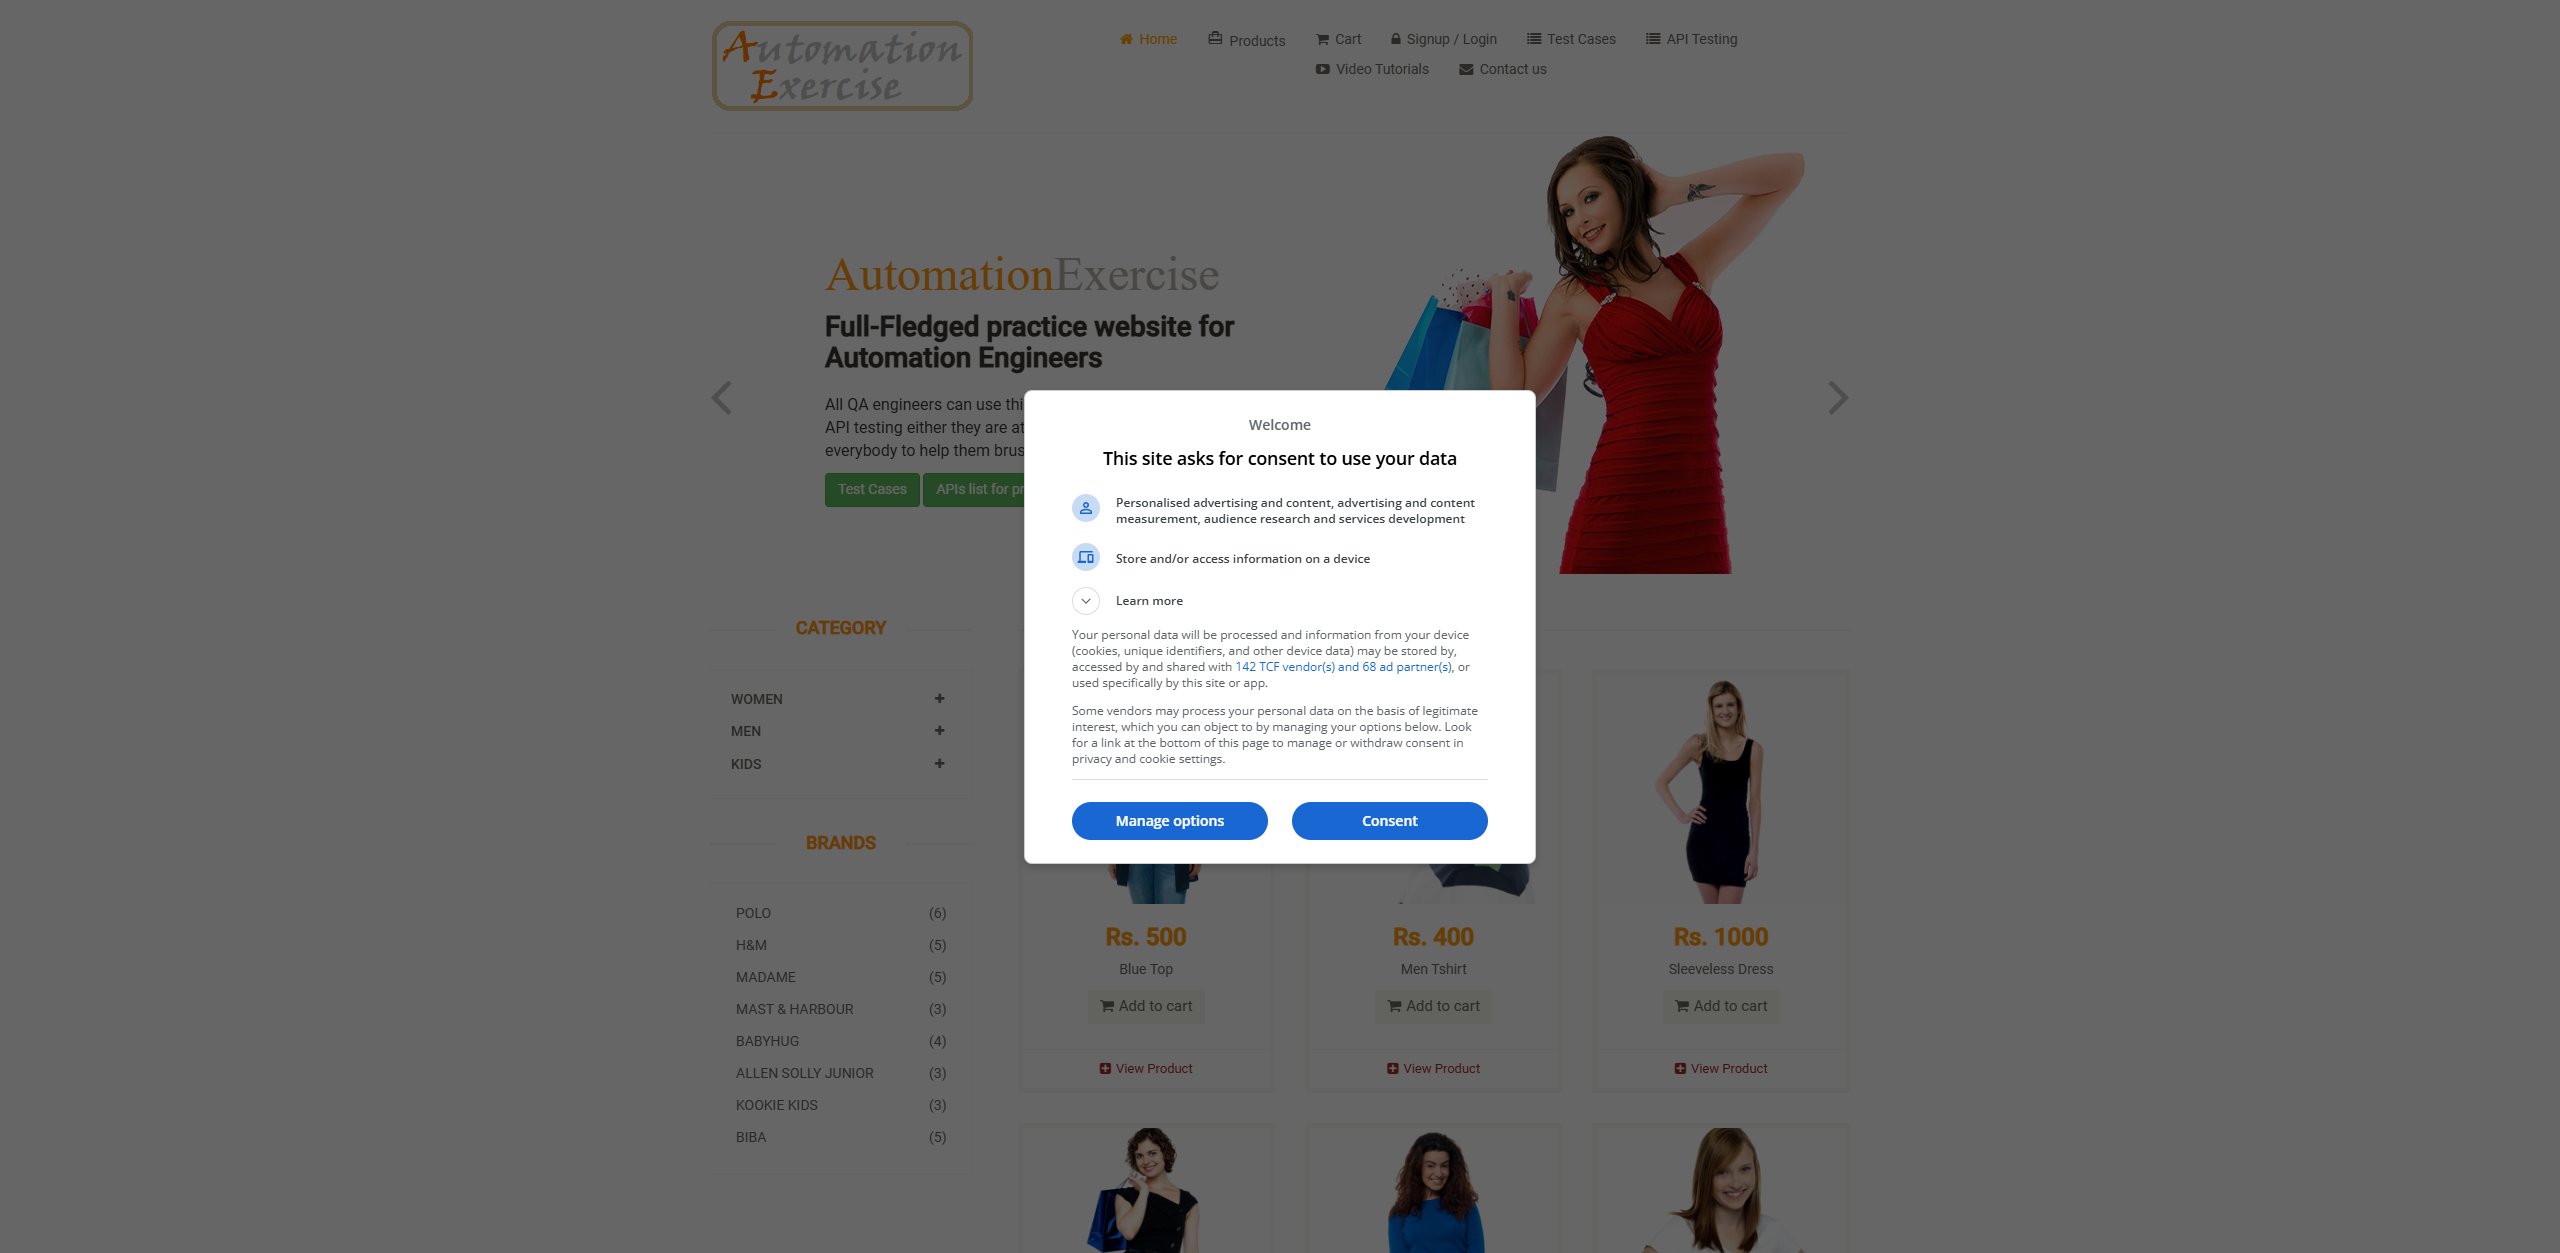 Automation
Exercise
Home
Products
Cart
Signup / Login
Test Cases
API Testing
Video Tutorials
Contact us
AutomationExercise
Full-Fledged practice website for
Automation Engineers
All QA engineers can use thi
API testing either they are at
everybody to help them brus
Test Cases
APIs list for pr
Welcome
This site asks for consent to use your data
Personalised advertising and content, advertising and content
measurement, audience research and services development
Store and/or access information on a device
Learn more
Your personal data will be processed and information from your device
(cookies, unique identifiers, and other device data) may be stored by,
accessed by and shared with 142 TCF vendor(s) and 68 ad partner(s), or
used specifically by this site or app.
Some vendors may process your personal data on the basis of legitimate
interest, which you can object to by managing your options below. Look
for a link at the bottom of this page to manage or withdraw consent in
privacy and cookie settings.
Manage options
Consent
CATEGORY
WOMEN
MEN
KIDS
BRANDS
POLO (6)
H&M (5)
MADAME (5)
MAST & HARBOUR (3)
BABYHUG (4)
ALLEN SOLLY JUNIOR (3)
KOOKIE KIDS (3)
BIBA (5)
Rs. 500
Blue Top
Add to cart
View Product
Rs. 400
Men Tshirt
Add to cart
View Product
Rs. 1000
Sleeveless Dress
Add to cart
View Product